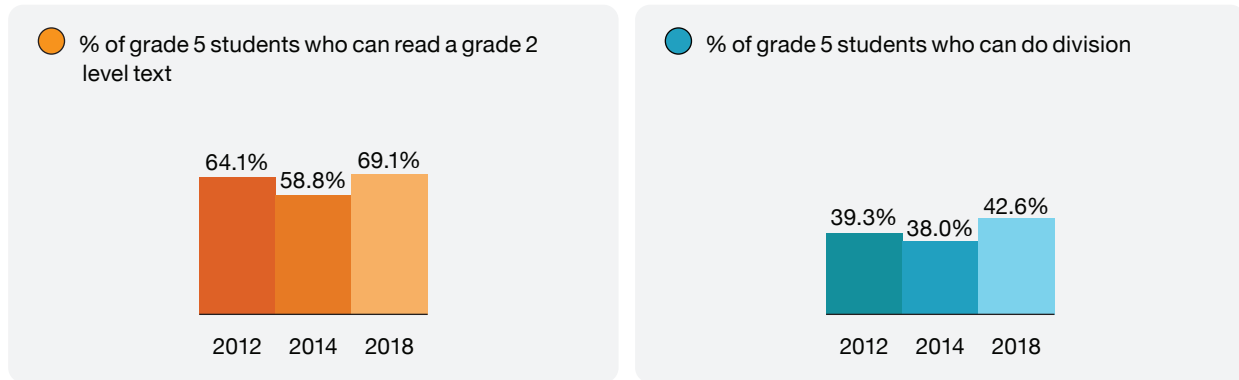 % of grade 5 students who can read a grade 2
level text
64.1%
58.8%
69.1%
2012 2014 2018
% of grade 5 students who can do division
39.3%
38.0%
42.6%
2012 2014 2018